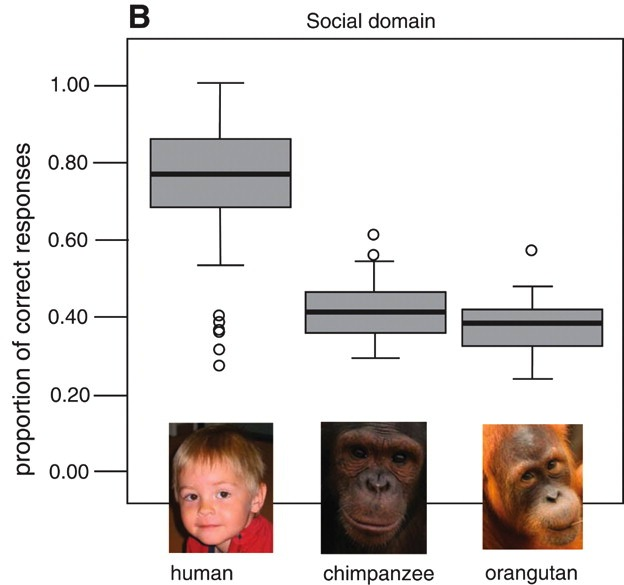 B
Social domain
proportion of correct responses
1.00
0.80
0.60
0.40
0.20
0.00
human
chimpanzee
orangutan